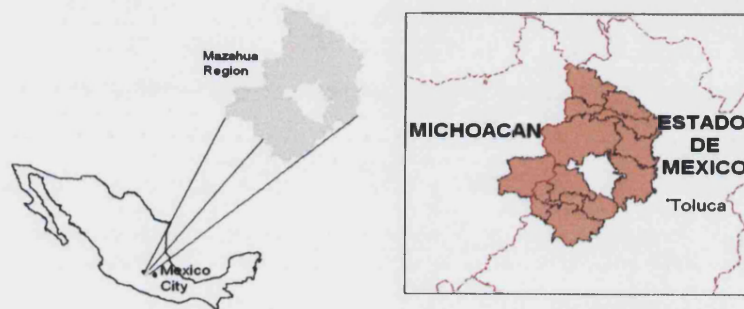 Mazahua
Region
Mexico
City
MICHOACAN
ESTADO
DE
MEXICO
Toluca